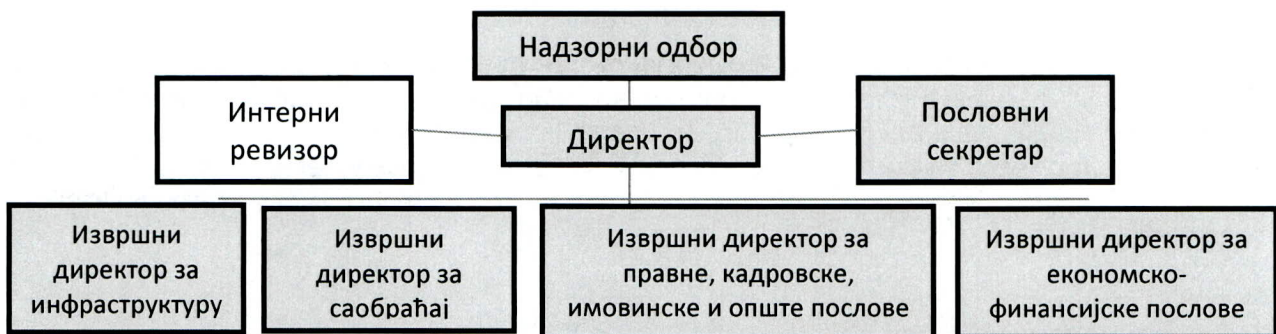 Надзорни одбор
Интерни
ревизор
Директор
Пословни
секретар
Извршни
директор за
инфраструктуру
Извршни
директор за
саобраћај
Извршни директор за
правне, кадровске,
имовинске и опште послове
Извршни директор за
економско-
финансијске послове